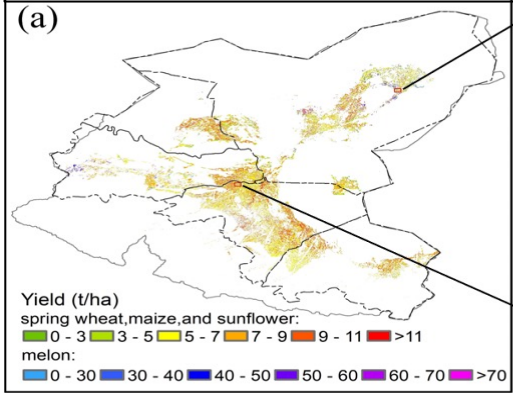 (a)
Yield (t/ha)
spring wheat,maize,and sunflower:
0 - 3 3 - 5 5 - 7 7 - 9 9 - 11 >11
melon:
0 - 30 30 - 40 40 - 50 50 - 60 60 - 70 >70